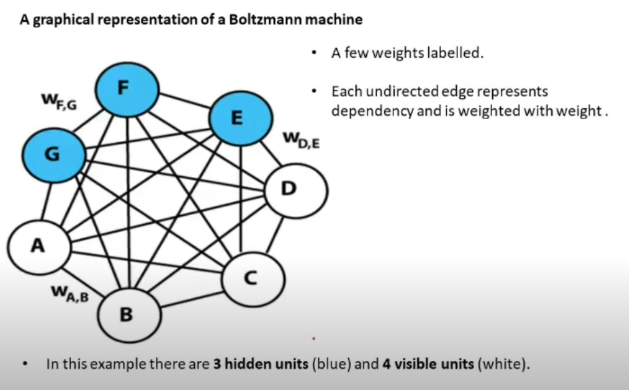 A graphical representation of a Boltzmann machine
• A few weights labelled.
• Each undirected edge represents
dependency and is weighted with weight .
F
W_F,G
E
W_D,E
G
D
A
C
W_A,B
B
• In this example there are 3 hidden units (blue) and 4 visible units (white).